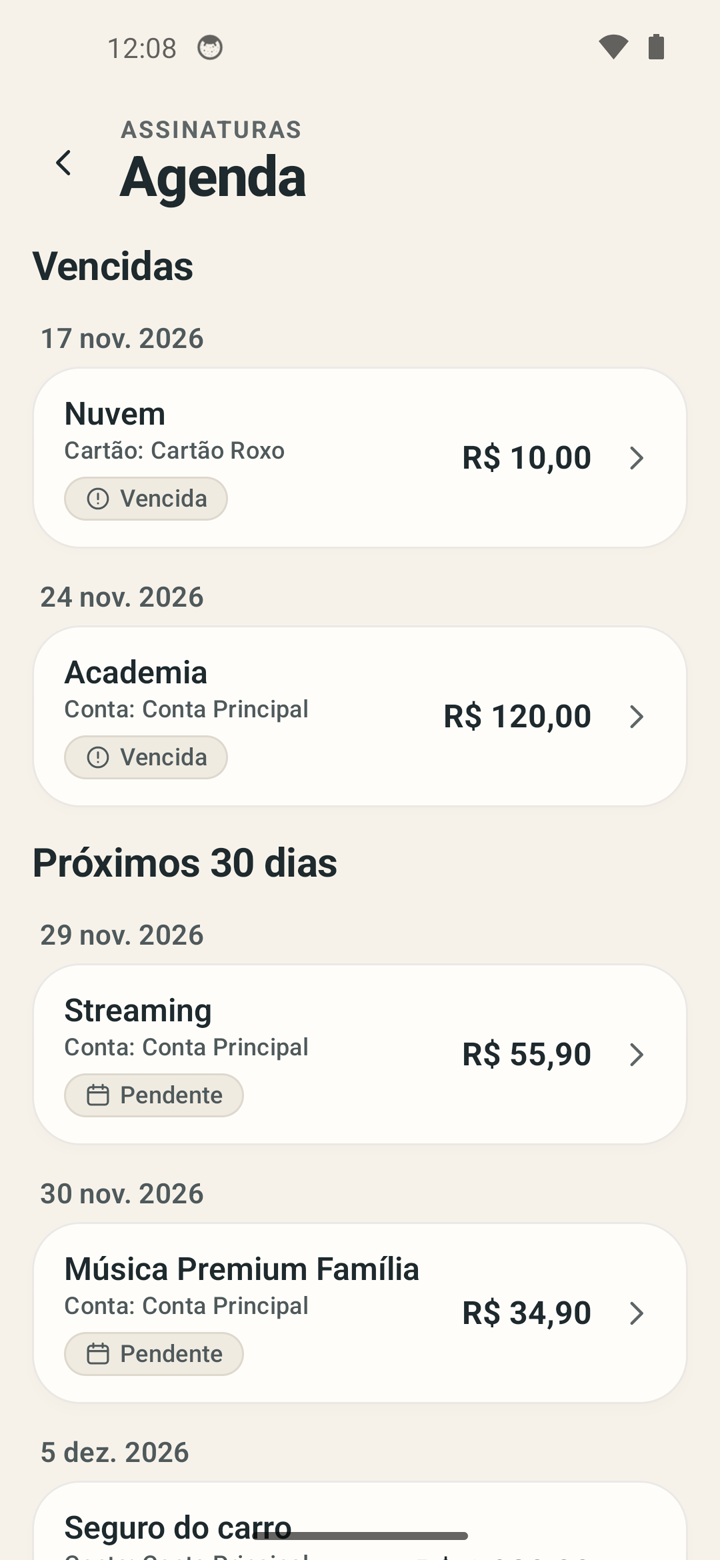 12:08
ASSINATURAS
Agenda
Vencidas
17 nov. 2026
Nuvem
Cartão: Cartão Roxo
R$ 10,00
Vencida
24 nov. 2026
Academia
Conta: Conta Principal
R$ 120,00
Vencida
Próximos 30 dias
29 nov. 2026
Streaming
Conta: Conta Principal
R$ 55,90
Pendente
30 nov. 2026
Música Premium Família
Conta: Conta Principal
R$ 34,90
Pendente
5 dez. 2026
Seguro do carro